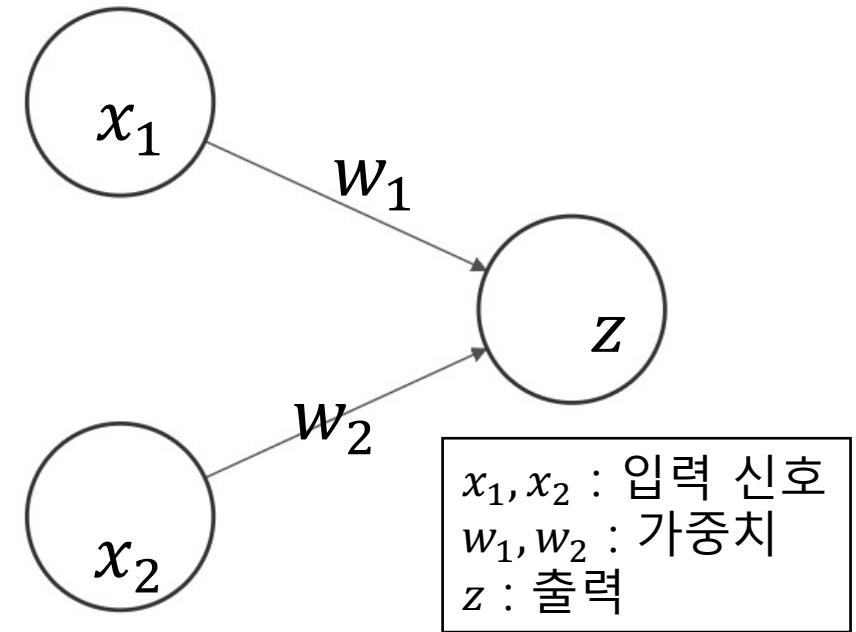 x₁
w₁
z
w₂
x₂
x₁, x₂ : 입력 신호
w₁, w₂ : 가중치
z : 출력